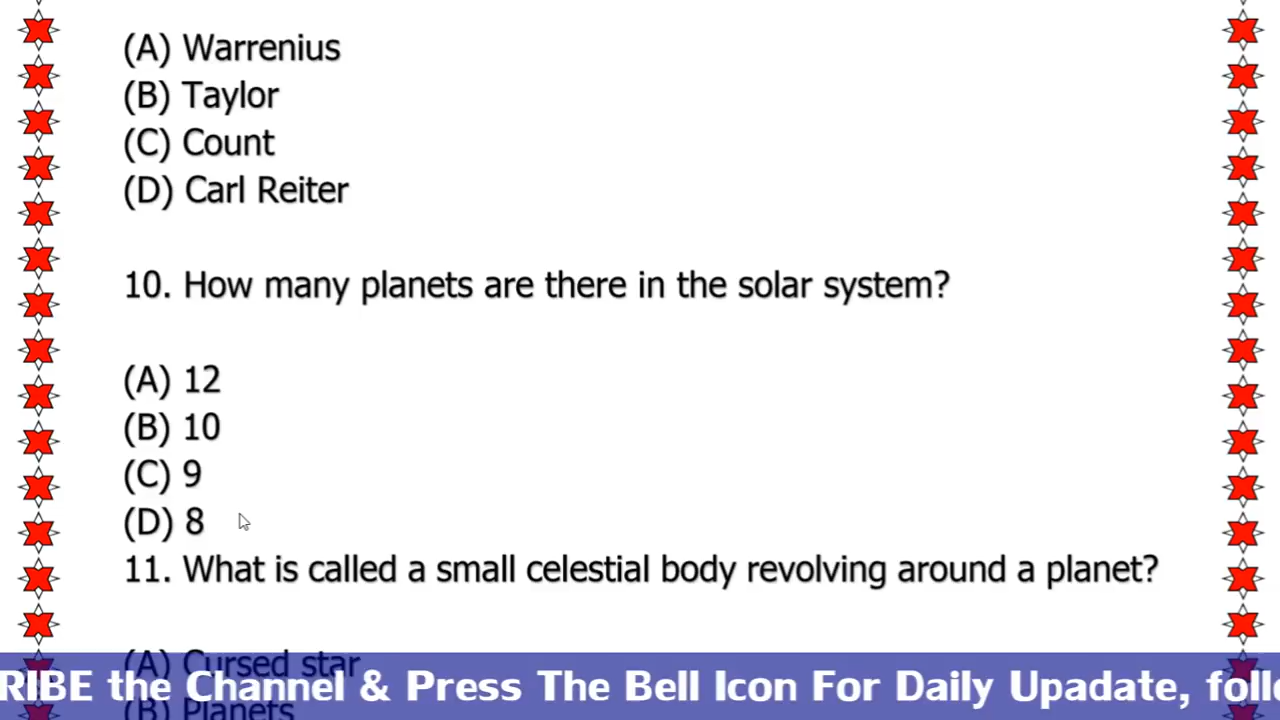 (A) Warrenius
(B) Taylor
(C) Count
(D) Carl Reiter
10. How many planets are there in the solar system?
(A) 12
(B) 10
(C) 9
(D) 8
11. What is called a small celestial body revolving around a planet?
(A) Cursed star
RIBE the Channel & Press The Bell Icon For Daily Upadate, foll
(B) Planets